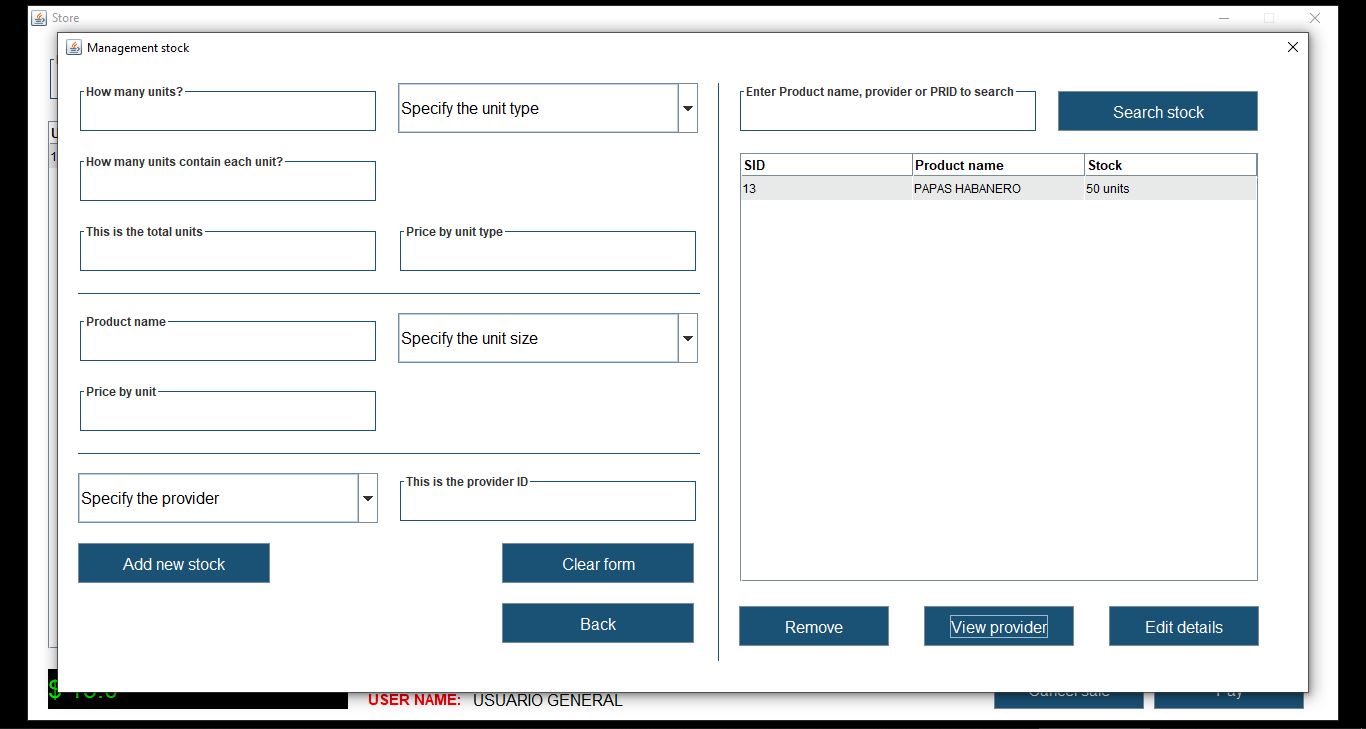 Store
Management stock
How many units?
Specify the unit type
How many units contain each unit?
This is the total units
Price by unit type
Product name
Specify the unit size
Price by unit
Specify the provider
This is the provider ID
Add new stock
Clear form
Back
Enter Product name, provider or PRID to search
Search stock
SID Product name Stock
13 PAPAS HABANERO 50 units
Remove
View provider
Edit details
$
USER NAME: USUARIO GENERAL
Cancel sale
Pay